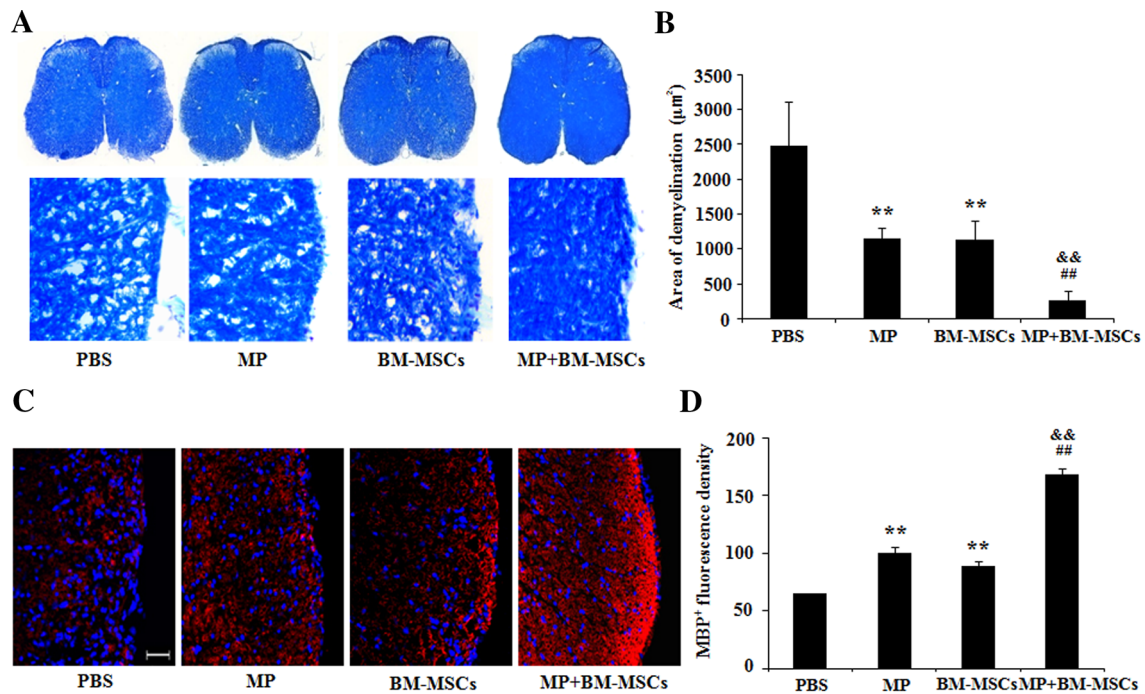 A
PBS
MP
BM-MSCs
MP+BM-MSCs
B
Area of demyelination (μm²)
3500
3000
2500
2000
1500
1000
500
0
**
**
&&
##
PBS
MP
BM-MSCs
MP+BM-MSCs
C
PBS
MP
BM-MSCs
MP+BM-MSCs
D
MBP⁺ fluorescence density
200
150
100
50
0
**
**
&&
##
PBS
MP
BM-MSCs
MP+BM-MSCs